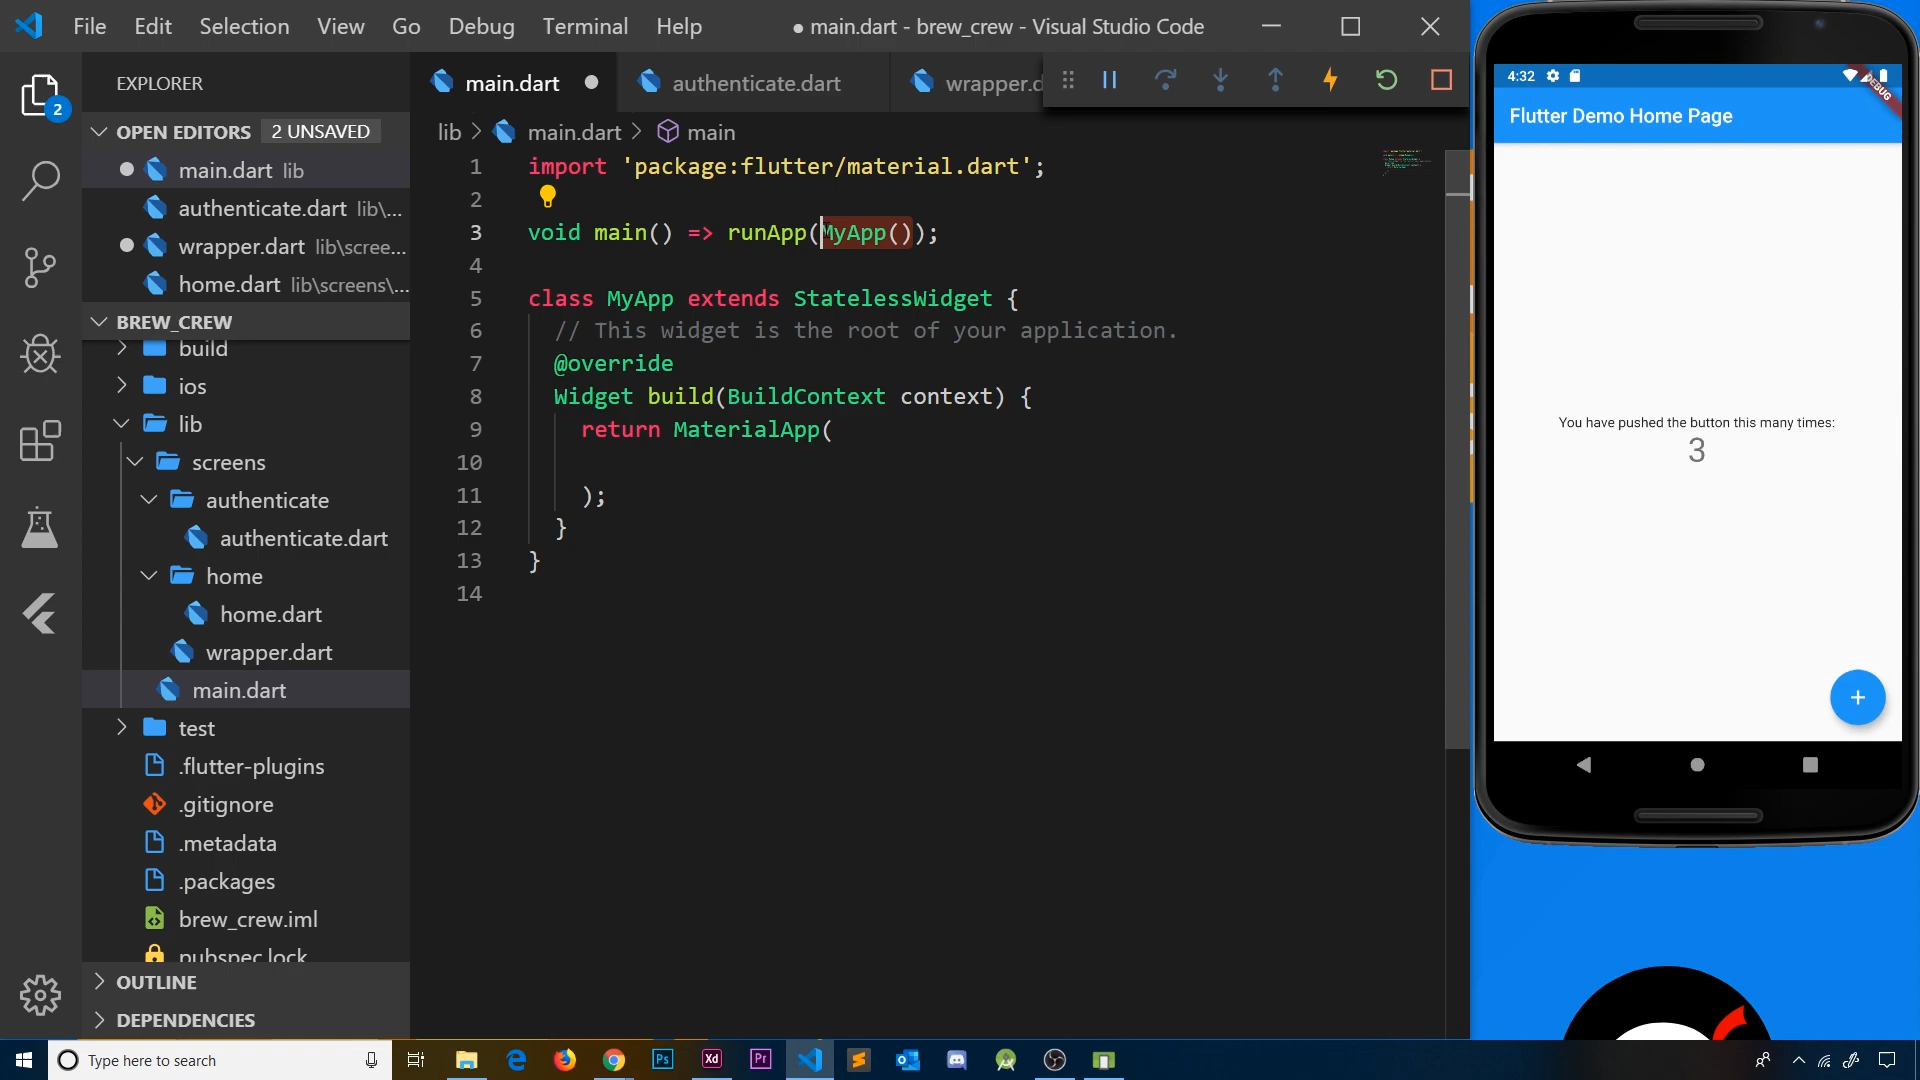 File Edit Selection View Go Debug Terminal Help
● main.dart - brew_crew - Visual Studio Code
EXPLORER
2
OPEN EDITORS 2 UNSAVED
main.dart lib
authenticate.dart lib\...
wrapper.dart lib\scree...
home.dart lib\screens\...
BREW_CREW
build
ios
lib
screens
authenticate
authenticate.dart
home
home.dart
wrapper.dart
main.dart
test
.flutter-plugins
.gitignore
.metadata
.packages
brew_crew.iml
pubspec.lock
OUTLINE
DEPENDENCIES
main.dart authenticate.dart wrapper.d
lib > main.dart > main
1 import 'package:flutter/material.dart';
2
3 void main() => runApp(MyApp());
4
5 class MyApp extends StatelessWidget {
6 // This widget is the root of your application.
7 @override
8 Widget build(BuildContext context) {
9 return MaterialApp(
10
11 );
12 }
13 }
14
4:32
DEBUG
Flutter Demo Home Page
You have pushed the button this many times:
3
+
Type here to search
Ps Xd Pr